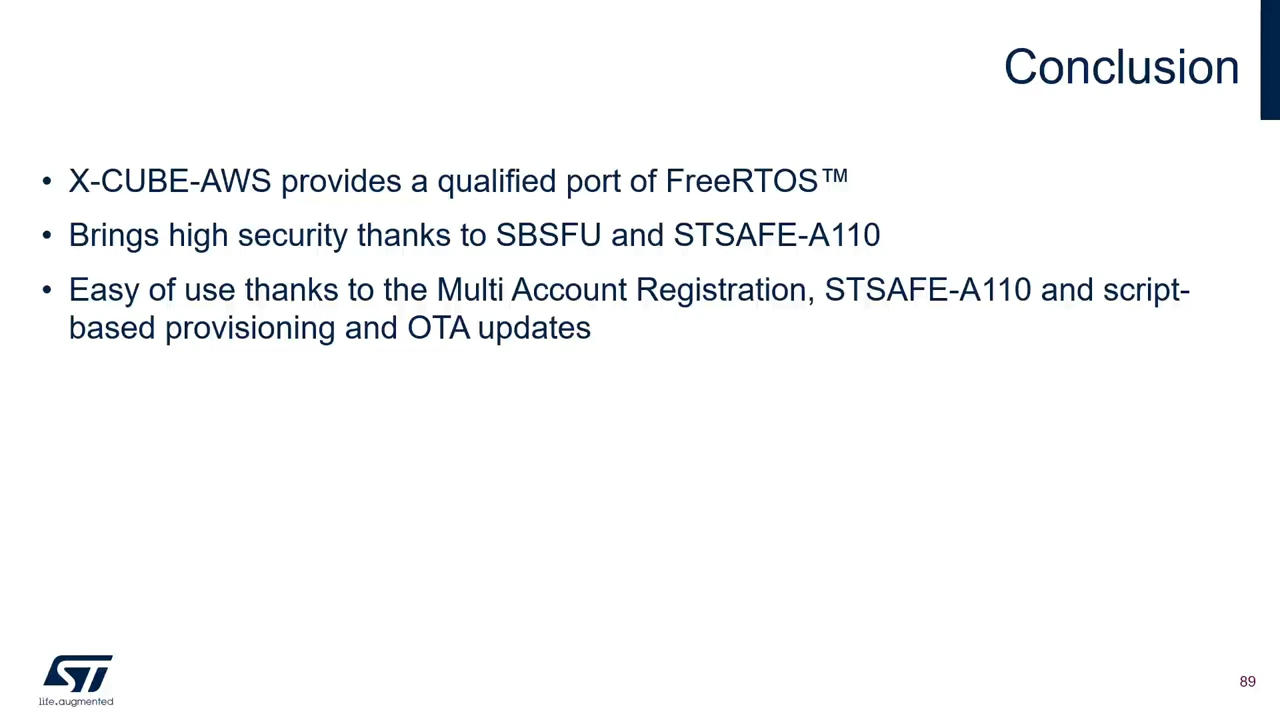 Conclusion
• X-CUBE-AWS provides a qualified port of FreeRTOS™
• Brings high security thanks to SBSFU and STSAFE-A110
• Easy of use thanks to the Multi Account Registration, STSAFE-A110 and script-
based provisioning and OTA updates
ST
life.augmented
89